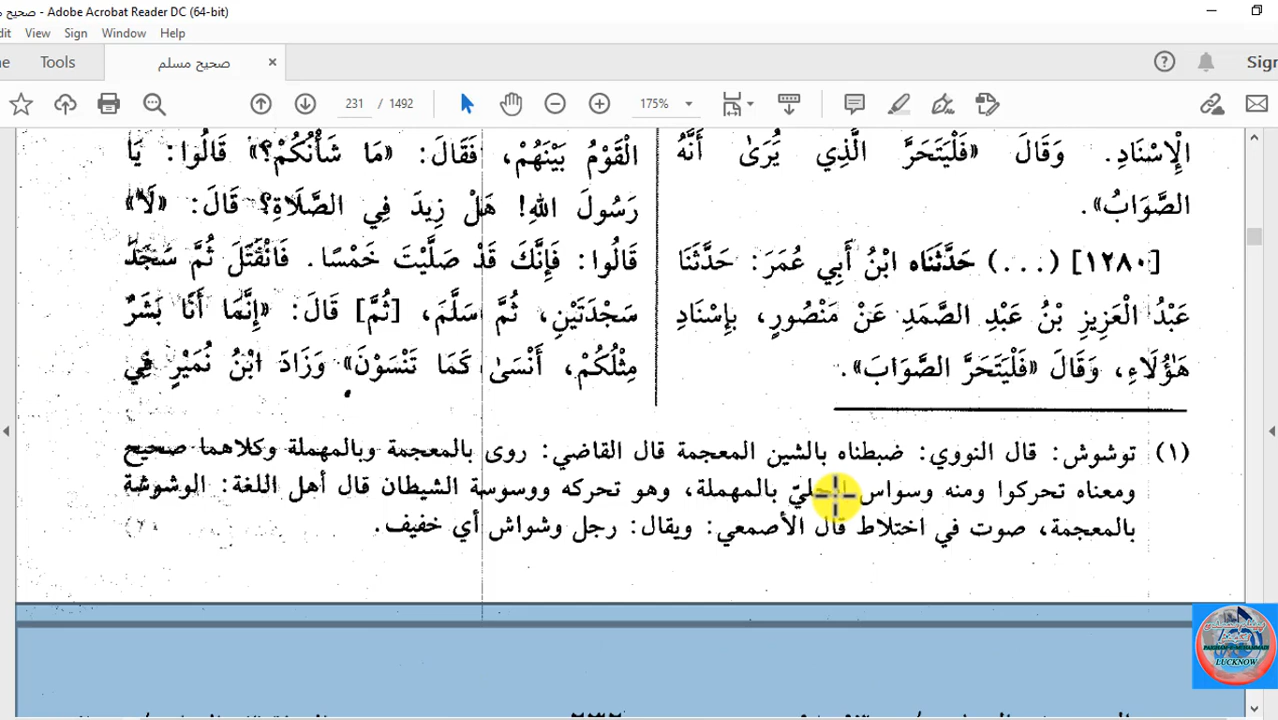 صحيح م - Adobe Acrobat Reader DC (64-bit)
dit View Sign Window Help
Tools
صحيح مسلم
Sign
231 / 1492
175%
الْإِسْنَادِ. وَقَالَ «فَلْيَتَحَرَّ الَّذِي يُرَىٰ أَنَّهُ
الصَّوَابُ».
[١٢٨٠] (...) حَدَّثَنَاه ابْنُ أَبِي عُمَرَ: حَدَّثَنَا
عَبْدُ الْعَزِيزِ بْنُ عَبْدِ الصَّمَدِ عَنْ مَنْصُورٍ، بِإِسْنَادِ
هَؤُلَاءِ، وَقَالَ «فَلْيَتَحَرَّ الصَّوَابَ».
الْقَوْمُ بَيْنَهُمْ، فَقَالَ: «مَا شَأْنُكُمْ؟» قَالُوا: يَا
رَسُولَ اللهِ! هَلْ زِيدَ فِي الصَّلَاةِ؟ قَالَ: «لَا»
قَالُوا: فَإِنَّكَ قَدْ صَلَّيْتَ خَمْسًا. فَانْفَتَلَ ثُمَّ سَجَدَ
سَجْدَتَيْنِ، ثُمَّ سَلَّمَ، [ثُمَّ] قَالَ: «إِنَّمَا أَنَا بَشَرٌ
مِثْلُكُمْ، أَنْسَىٰ كَمَا تَنْسَوْنَ» وَزَادَ ابْنُ نُمَيْرٍ فِي
(١) توشوش: قال النووي: ضبطناه بالشين المعجمة قال القاضي: روى بالمعجمة وبالمهملة وكلاهما صحيح
ومعناه تحركوا ومنه وسواس الحليّ بالمهملة، وهو تحركه ووسوسة الشيطان قال أهل اللغة: الوشوشة
بالمعجمة، صوت في اختلاط قال الأصمعي: ويقال: رجل وشواش أي خفيف.
LUCKNOW